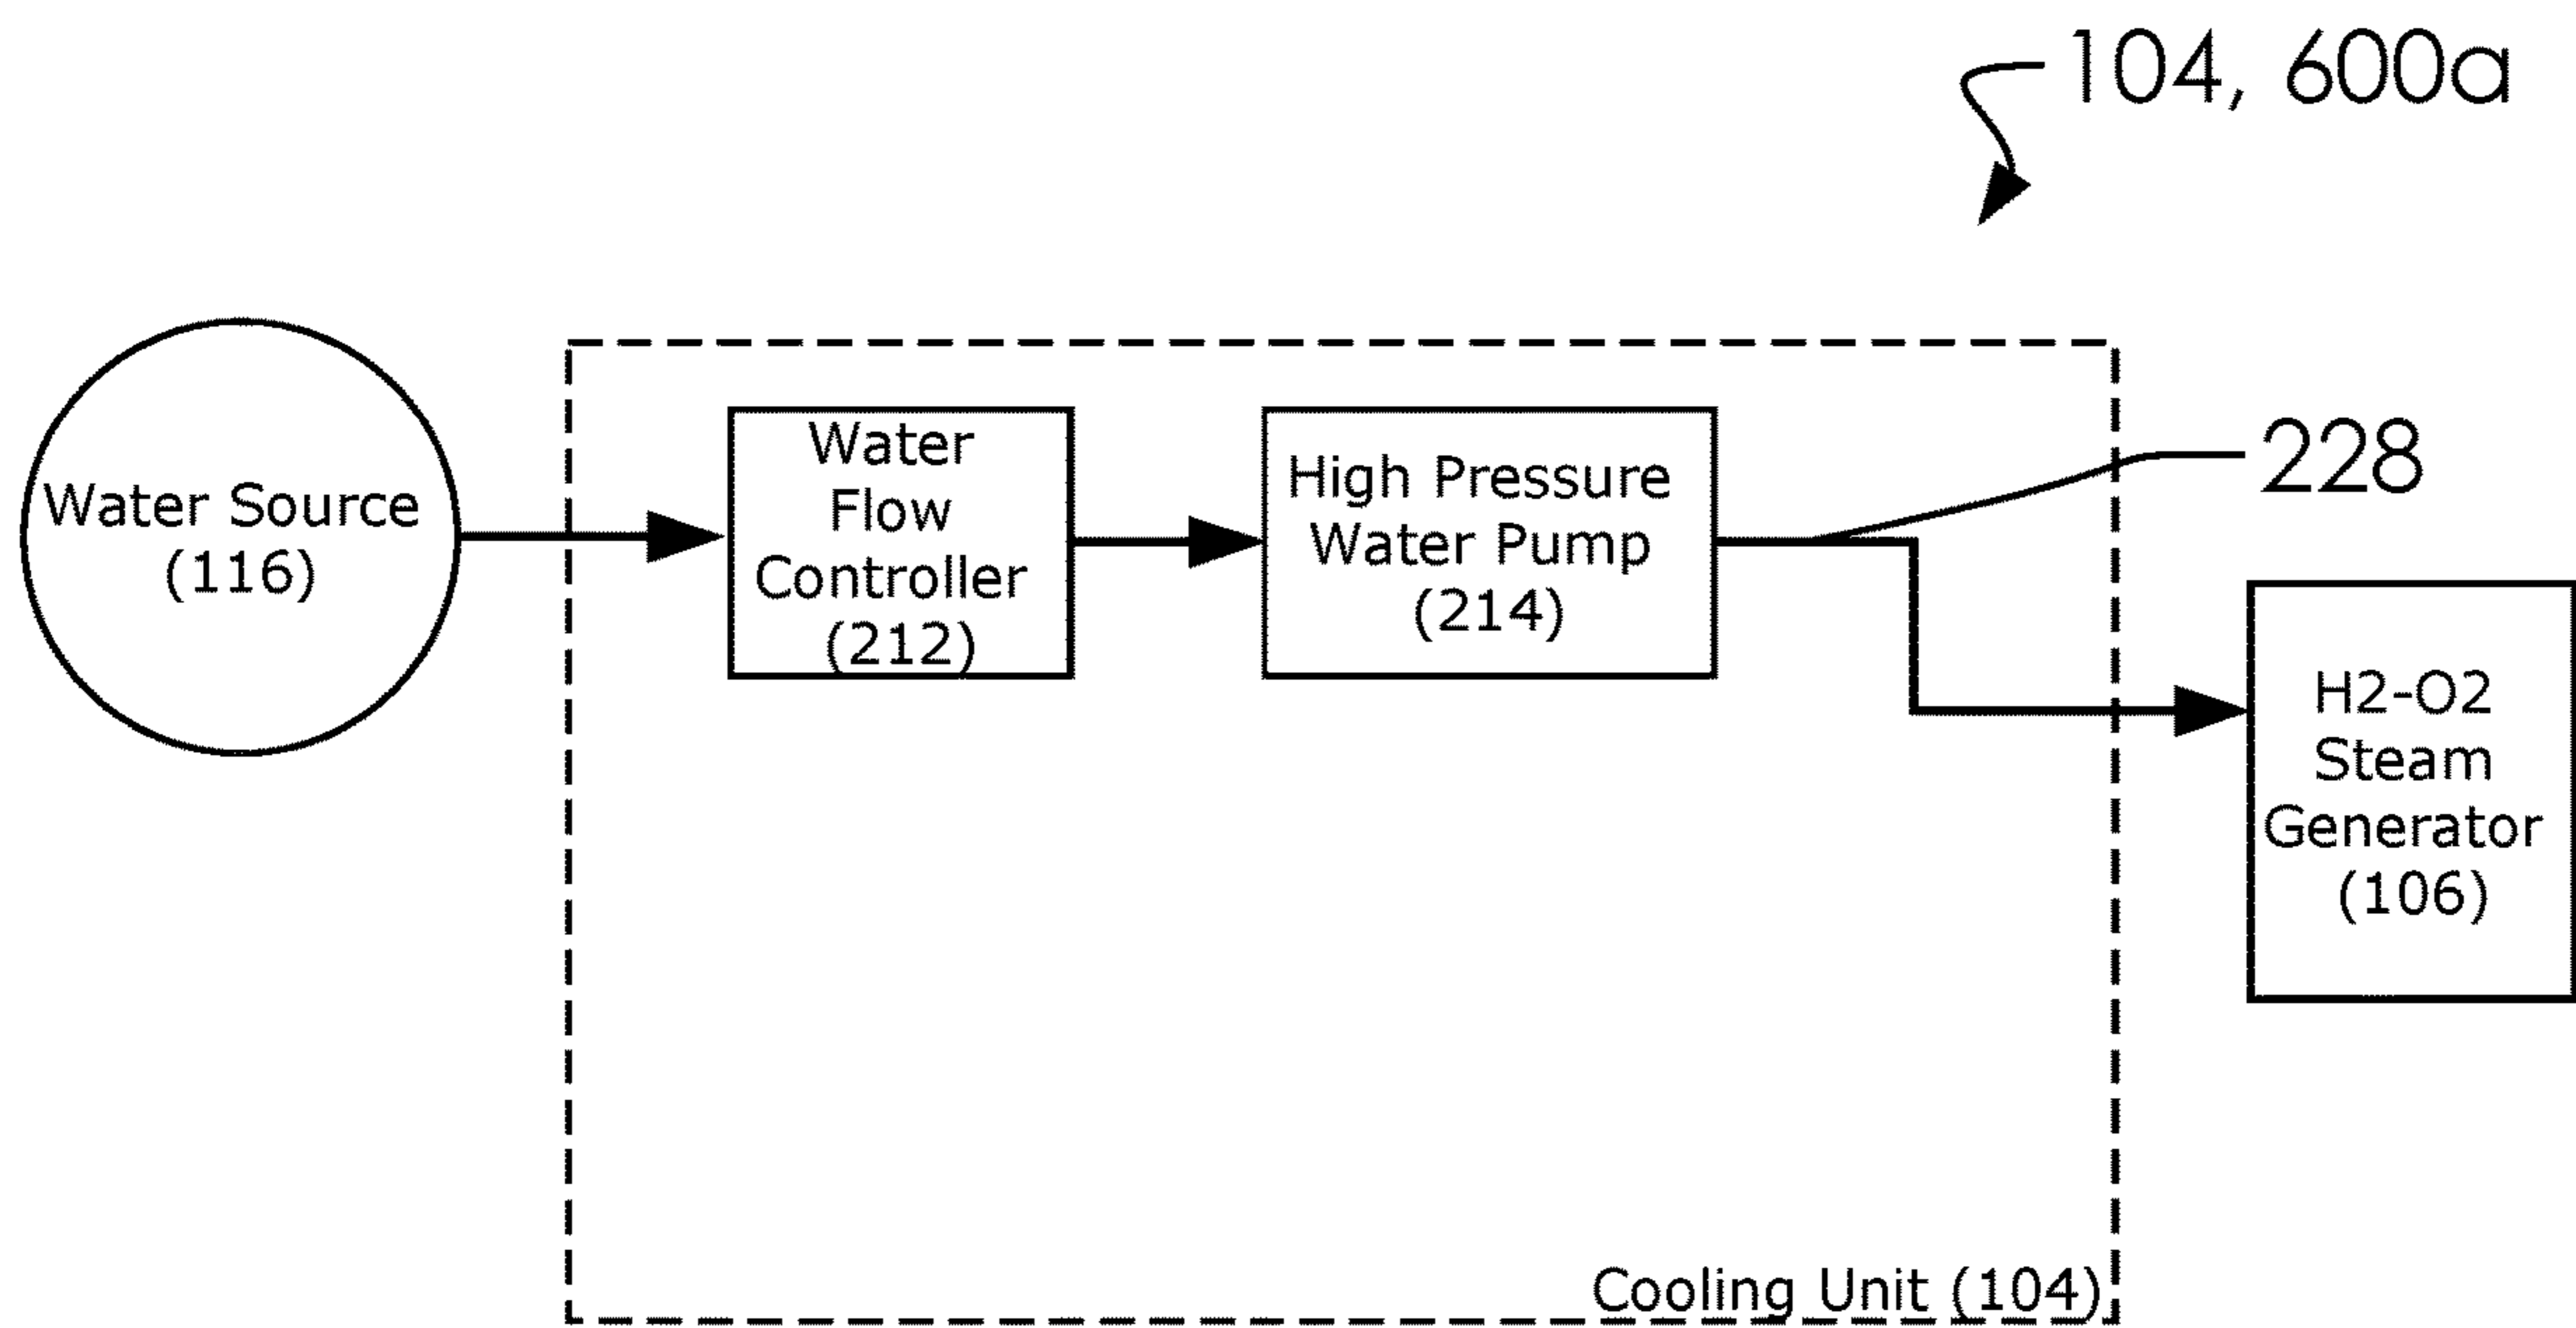 104, 600a
Water Source
(116)
Water
Flow
Controller
(212)
High Pressure
Water Pump
(214)
228
H2-O2
Steam
Generator
(106)
Cooling Unit (104)